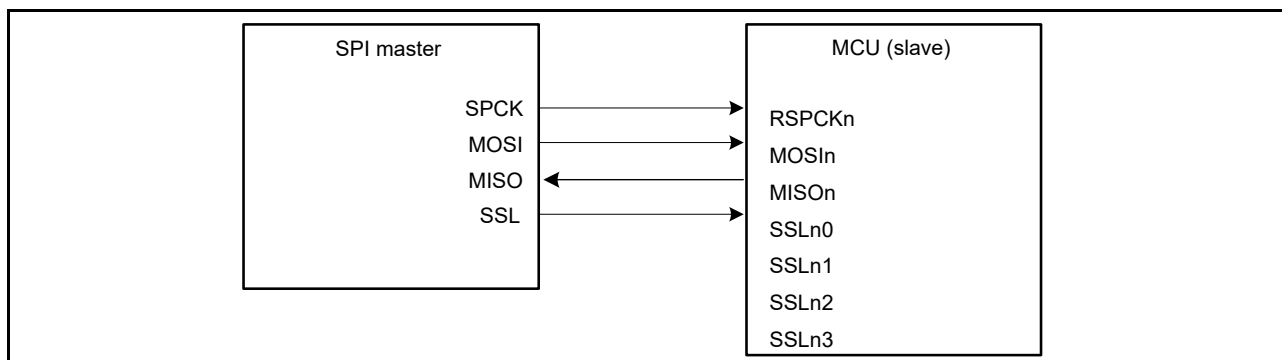 SPI master
SPCK
MOSI
MISO
SSL
MCU (slave)
RSPCKn
MOSIn
MISOn
SSLn0
SSLn1
SSLn2
SSLn3